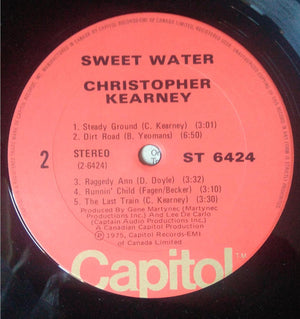 SWEET WATER
CHRISTOPHER
KEARNEY
1. Steady Ground (C. Kearney) (3:01)
2. Dirt Road (B. Yeomans) (6:50)
2 STEREO ST 6424
(2-6424)
3. Raggedy Ann (D. Doyle) (3:32)
4. Runnin' Child (Fagen/Becker) (3:30)
5. The Last Train (C. Kearney) (3:30)
Produced By Gene Martynec (Martynec
Productions Inc.) And Lee De Carlo
(Captain Audio Productions Inc.)
A Canadian Capitol Production
℗1975, Capitol Records-EMI
of Canada Limited
Capitol TM